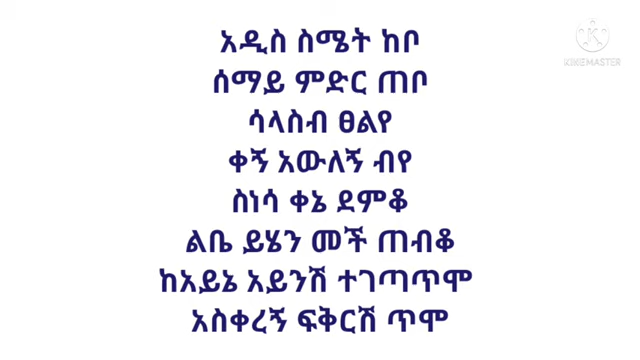 አዲስ ስሜት ከቦ
ሰማይ ምድር ጠቦ
ሳላስብ ፀልየ
ቀኝ አውለኝ ብየ
ስነሳ ቀኔ ደምቆ
ልቤ ይሄን መች ጠብቆ
ከአይኔ አይንሽ ተገጣጥሞ
አስቀረኝ ፍቅርሽ ጥሞ
K
KINEMASTER